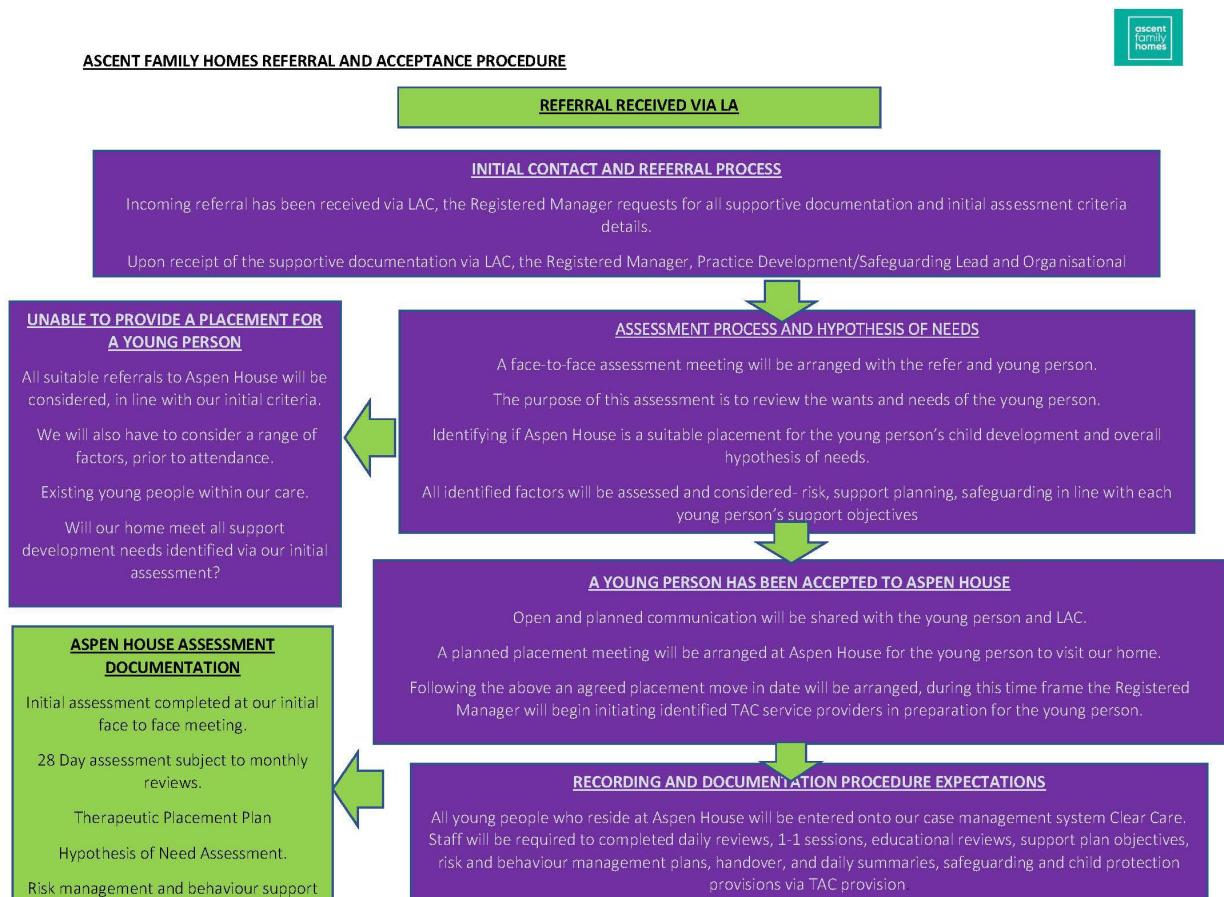 ascent
family
homes
ASCENT FAMILY HOMES REFERRAL AND ACCEPTANCE PROCEDURE
REFERRAL RECEIVED VIA LA
INITIAL CONTACT AND REFERRAL PROCESS
Incoming referral has been received via LAC, the Registered Manager requests for all supportive documentation and initial assessment criteria
details.
Upon receipt of the supportive documentation via LAC, the Registered Manager, Practice Development/Safeguarding Lead and Organisational
UNABLE TO PROVIDE A PLACEMENT FOR
A YOUNG PERSON
All suitable referrals to Aspen House will be
considered, in line with our initial criteria.
We will also have to consider a range of
factors, prior to attendance.
Existing young people within our care.
Will our home meet all support
development needs identified via our initial
assessment?
ASSESSMENT PROCESS AND HYPOTHESIS OF NEEDS
A face-to-face assessment meeting will be arranged with the refer and young person.
The purpose of this assessment is to review the wants and needs of the young person.
Identifying if Aspen House is a suitable placement for the young person's child development and overall
hypothesis of needs.
All identified factors will be assessed and considered- risk, support planning, safeguarding in line with each
young person's support objectives
A YOUNG PERSON HAS BEEN ACCEPTED TO ASPEN HOUSE
Open and planned communication will be shared with the young person and LAC.
A planned placement meeting will be arranged at Aspen House for the young person to visit our home.
Following the above an agreed placement move in date will be arranged, during this time frame the Registered
Manager will begin initiating identified TAC service providers in preparation for the young person.
ASPEN HOUSE ASSESSMENT
DOCUMENTATION
Initial assessment completed at our initial
face to face meeting.
28 Day assessment subject to monthly
reviews.
Therapeutic Placement Plan
Hypothesis of Need Assessment.
Risk management and behaviour support
RECORDING AND DOCUMENTATION PROCEDURE EXPECTATIONS
All young people who reside at Aspen House will be entered onto our case management system Clear Care.
Staff will be required to completed daily reviews, 1-1 sessions, educational reviews, support plan objectives,
risk and behaviour management plans, handover, and daily summaries, safeguarding and child protection
provisions via TAC provision